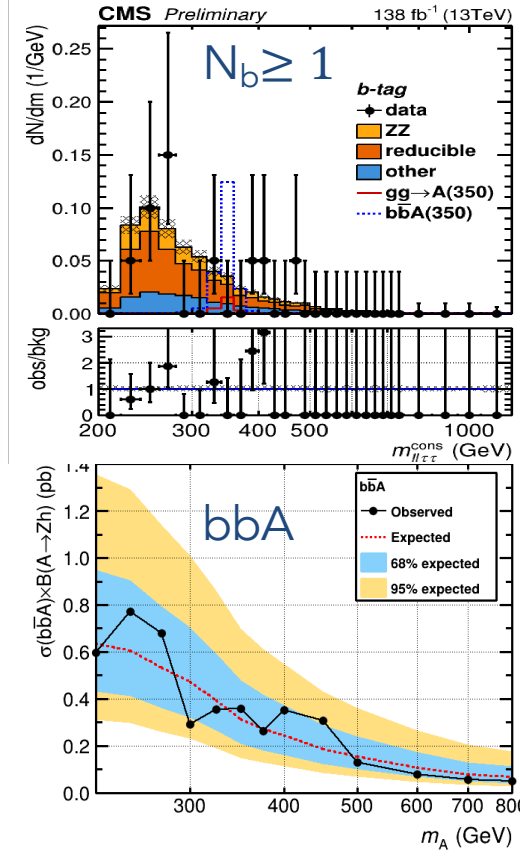 CMS Preliminary 138 fb⁻¹ (13TeV)
dN/dm (1/GeV)
0.25
0.20
0.15
0.10
0.05
0.00
N_b≥ 1
b-tag
data
ZZ
reducible
other
gg→A(350)
bb̄A(350)
obs/bkg
3
2
1
0
200 300 400 500 1000
m^cons_llττ (GeV)
σ(bb̄A)×B(A→Zh) (pb)
1.4
1.2
1.0
0.8
0.6
0.4
0.2
0.0
bbA
bb̄A
Observed
Expected
68% expected
95% expected
300 400 500 600 700 800
m_A (GeV)